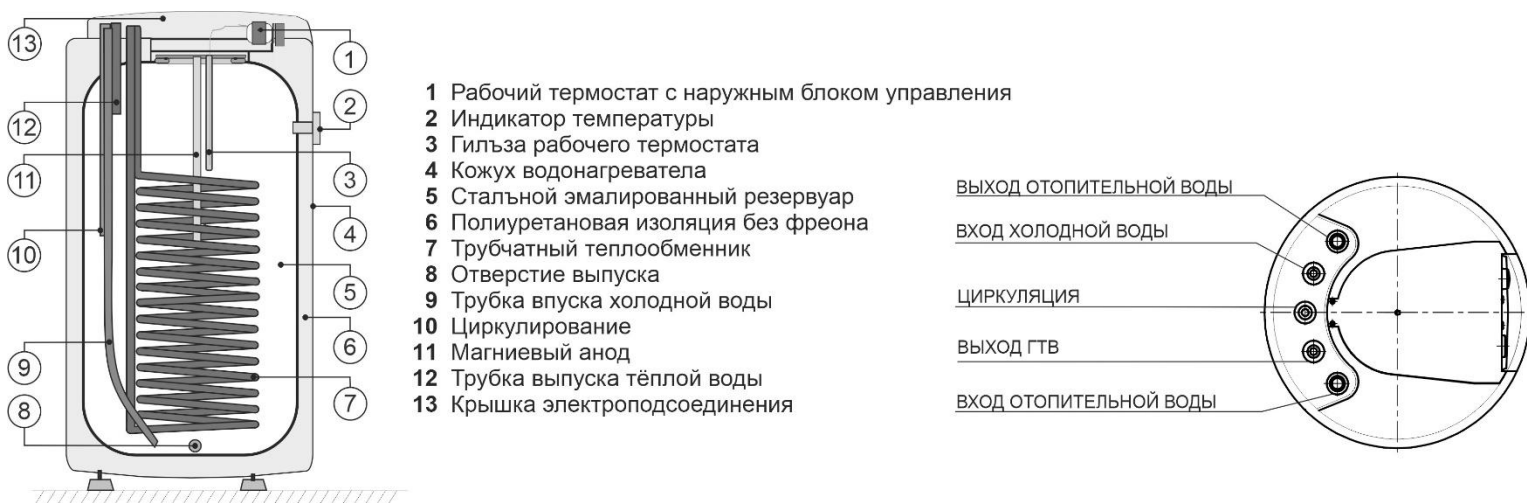 13
12
11
10
9
8
1
2
3
4
5
6
7
1 Рабочий термостат с наружным блоком управления
2 Индикатор температуры
3 Гилъза рабочего термостата
4 Кожух водонагревателя
5 Сталъной эмалированный резервуар
6 Полиуретановая изоляция без фреона
7 Трубчатный теплообменник
8 Отверстие выпуска
9 Трубка впуска холодной воды
10 Циркулирование
11 Магниевый анод
12 Трубка выпуска тёплой воды
13 Крышка электроподсоединения
ВЫХОД ОТОПИТЕЛЬНОЙ ВОДЫ
ВХОД ХОЛОДНОЙ ВОДЫ
ЦИРКУЛЯЦИЯ
ВЫХОД ГТВ
ВХОД ОТОПИТЕЛЬНОЙ ВОДЫ